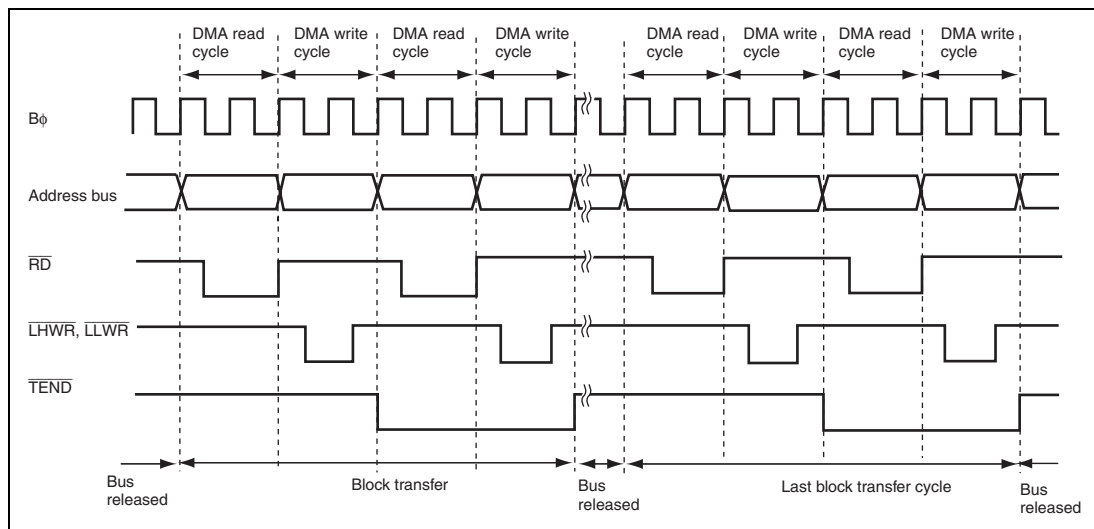 DMA read cycle
DMA write cycle
DMA read cycle
DMA write cycle
DMA read cycle
DMA write cycle
DMA read cycle
DMA write cycle
Bϕ
Address bus
RD
LHWR, LLWR
TEND
Bus released
Block transfer
Bus released
Last block transfer cycle
Bus released